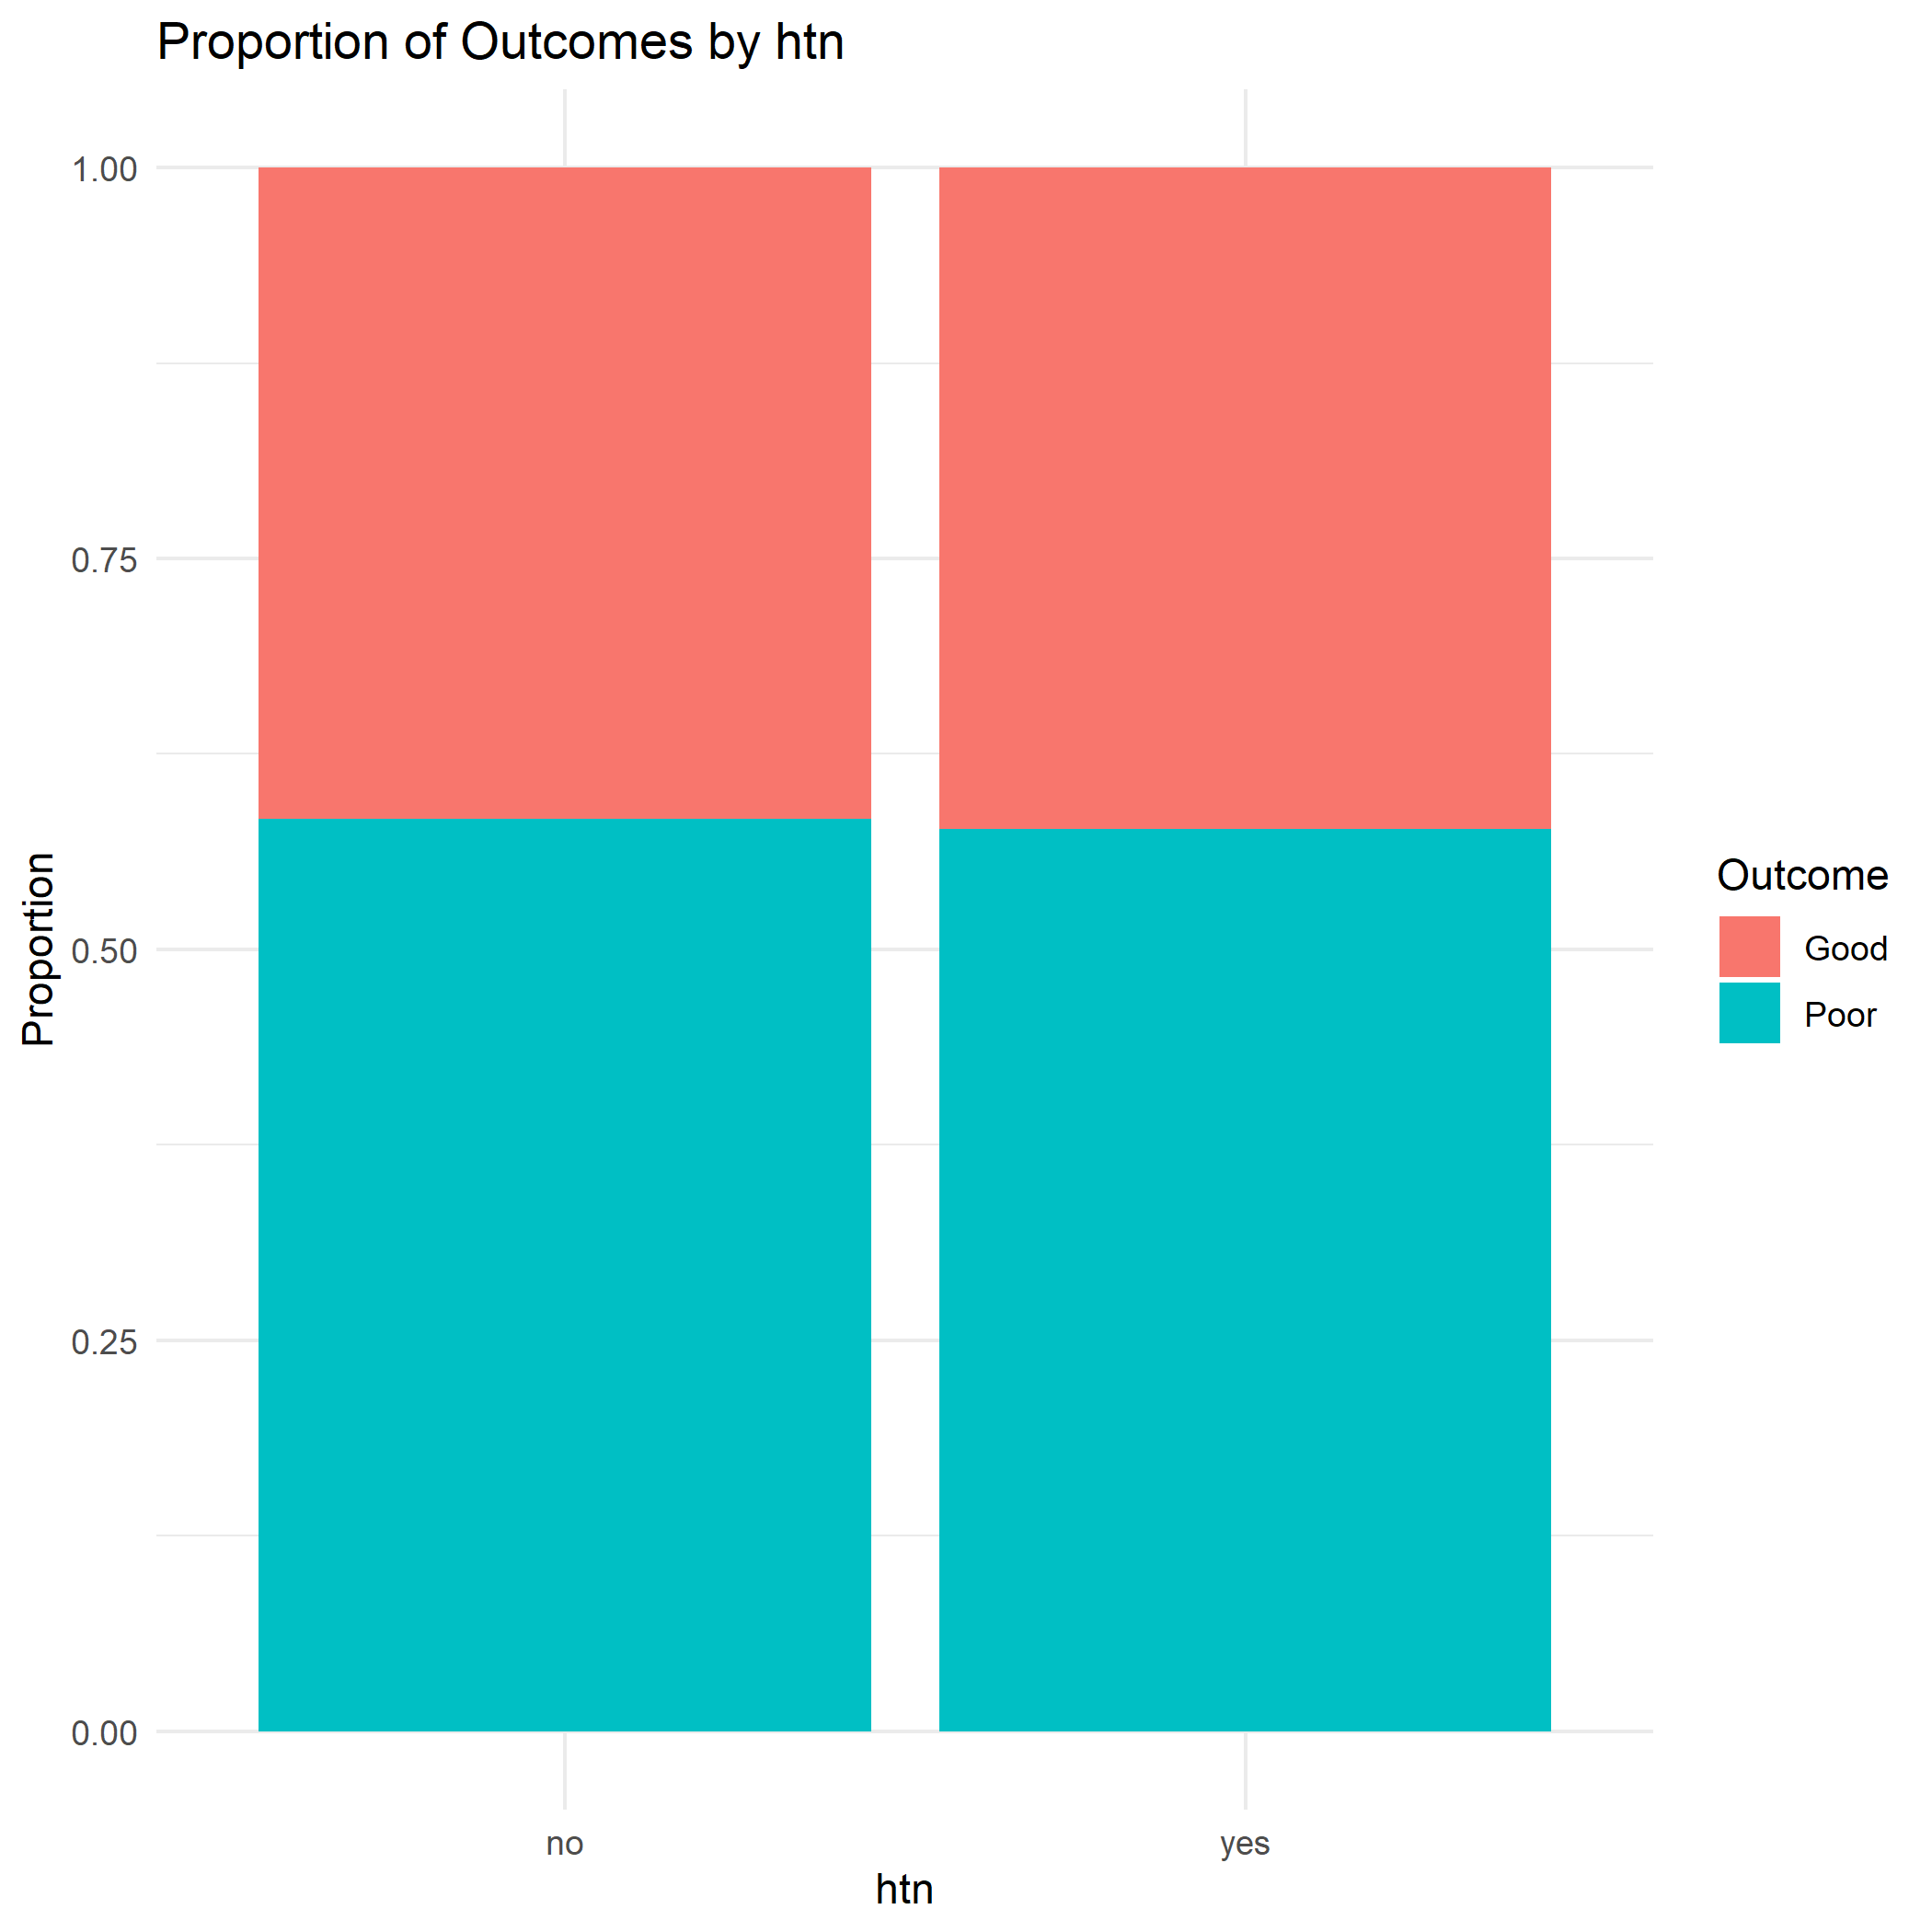 Proportion of Outcomes by htn
1.00
0.75
0.50
0.25
0.00
Proportion
no
yes
htn
Outcome
Good
Poor